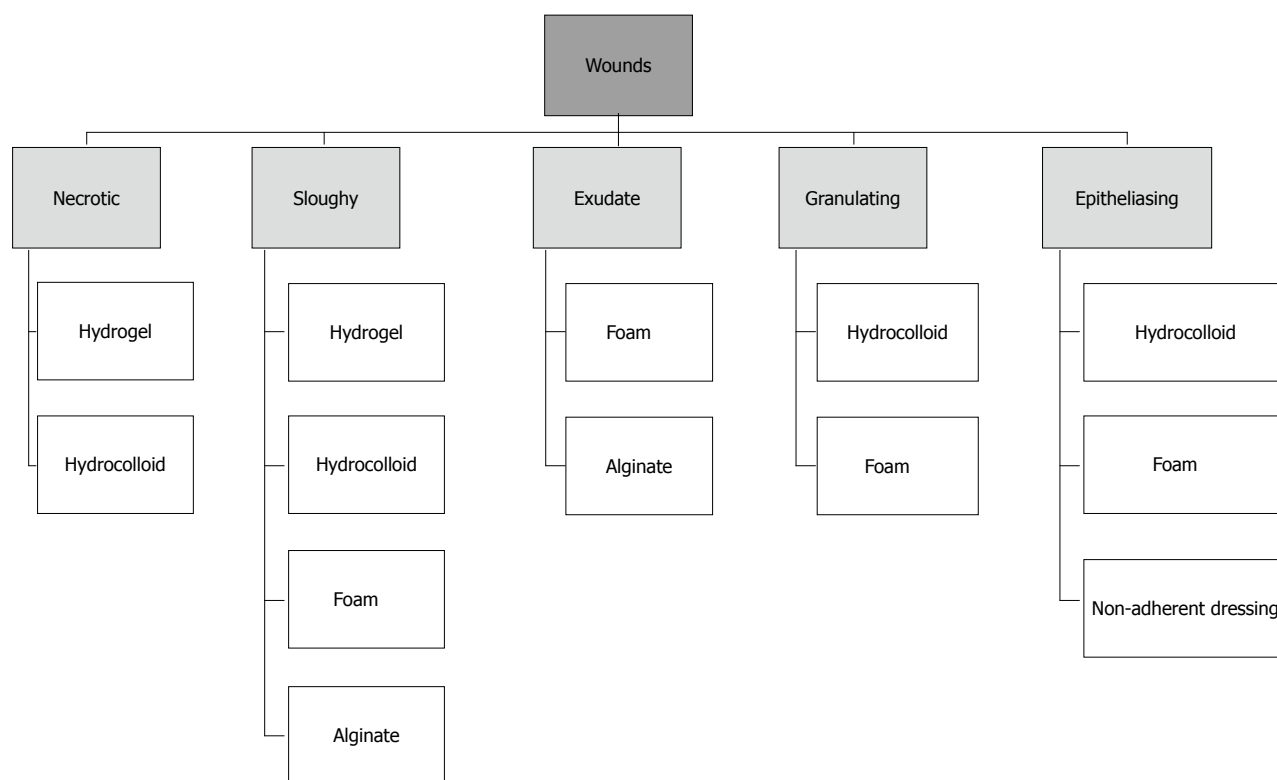 Wounds
Necrotic
Sloughy
Exudate
Granulating
Epitheliasing
Hydrogel
Hydrogel
Foam
Hydrocolloid
Hydrocolloid
Hydrocolloid
Hydrocolloid
Alginate
Foam
Foam
Foam
Non-adherent dressing
Alginate